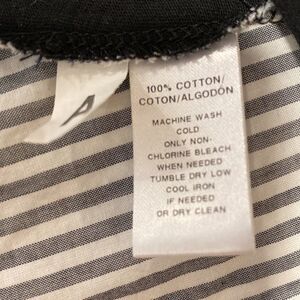 A
100% COTTON/
COTON/ALGODÓN
MACHINE WASH
COLD
ONLY NON-
CHLORINE BLEACH
WHEN NEEDED
TUMBLE DRY LOW
COOL IRON
IF NEEDED
OR DRY CLEAN